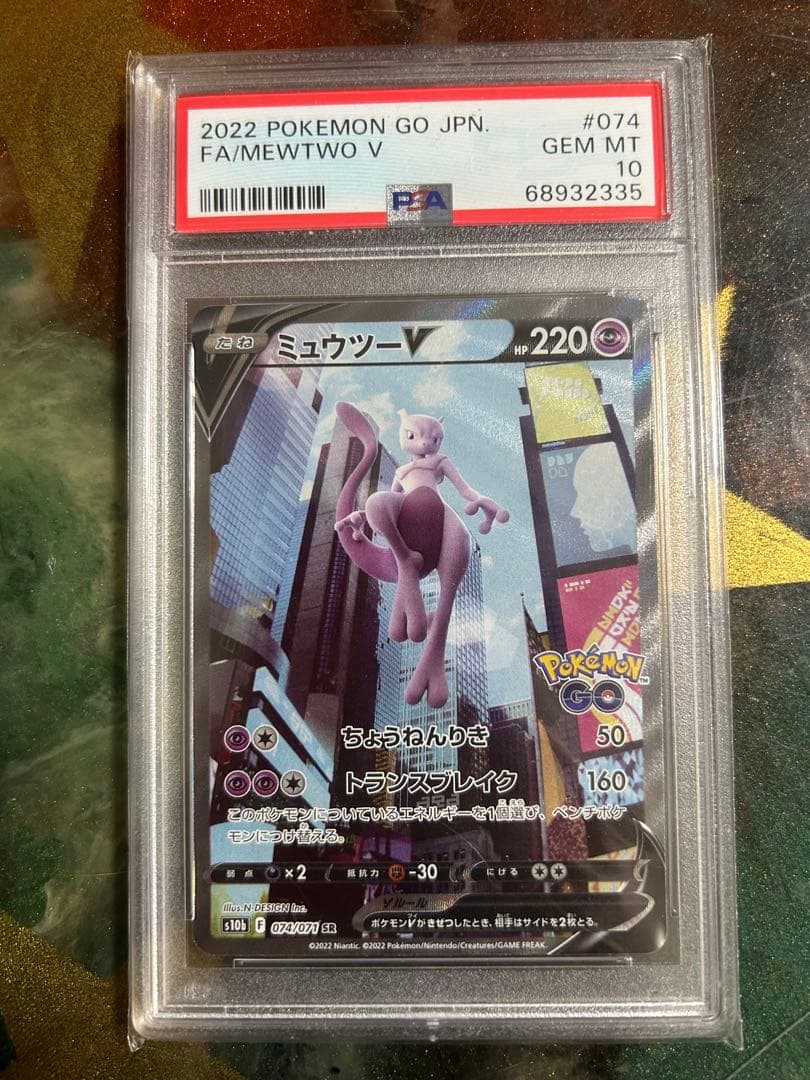 2022 POKEMON GO JPN. #074
FA/MEWTWO V GEM MT
10
PSA 68932335
たね ミュウツーV HP 220
Pokémon GO
ちょうねんりき 50
トランスブレイク 160
このポケモンについているエネルギーを1個選び、ベンチポケ
モンにつけ替える。
弱点 ×2 抵抗力 -30 にげる
Vルール
ポケモンVがきぜつしたとき、相手はサイドを2枚とる。
Illus. N-DESIGN Inc.
s10b F 074/071 SR
©2022 Niantic. ©2022 Pokémon/Nintendo/Creatures/GAME FREAK.